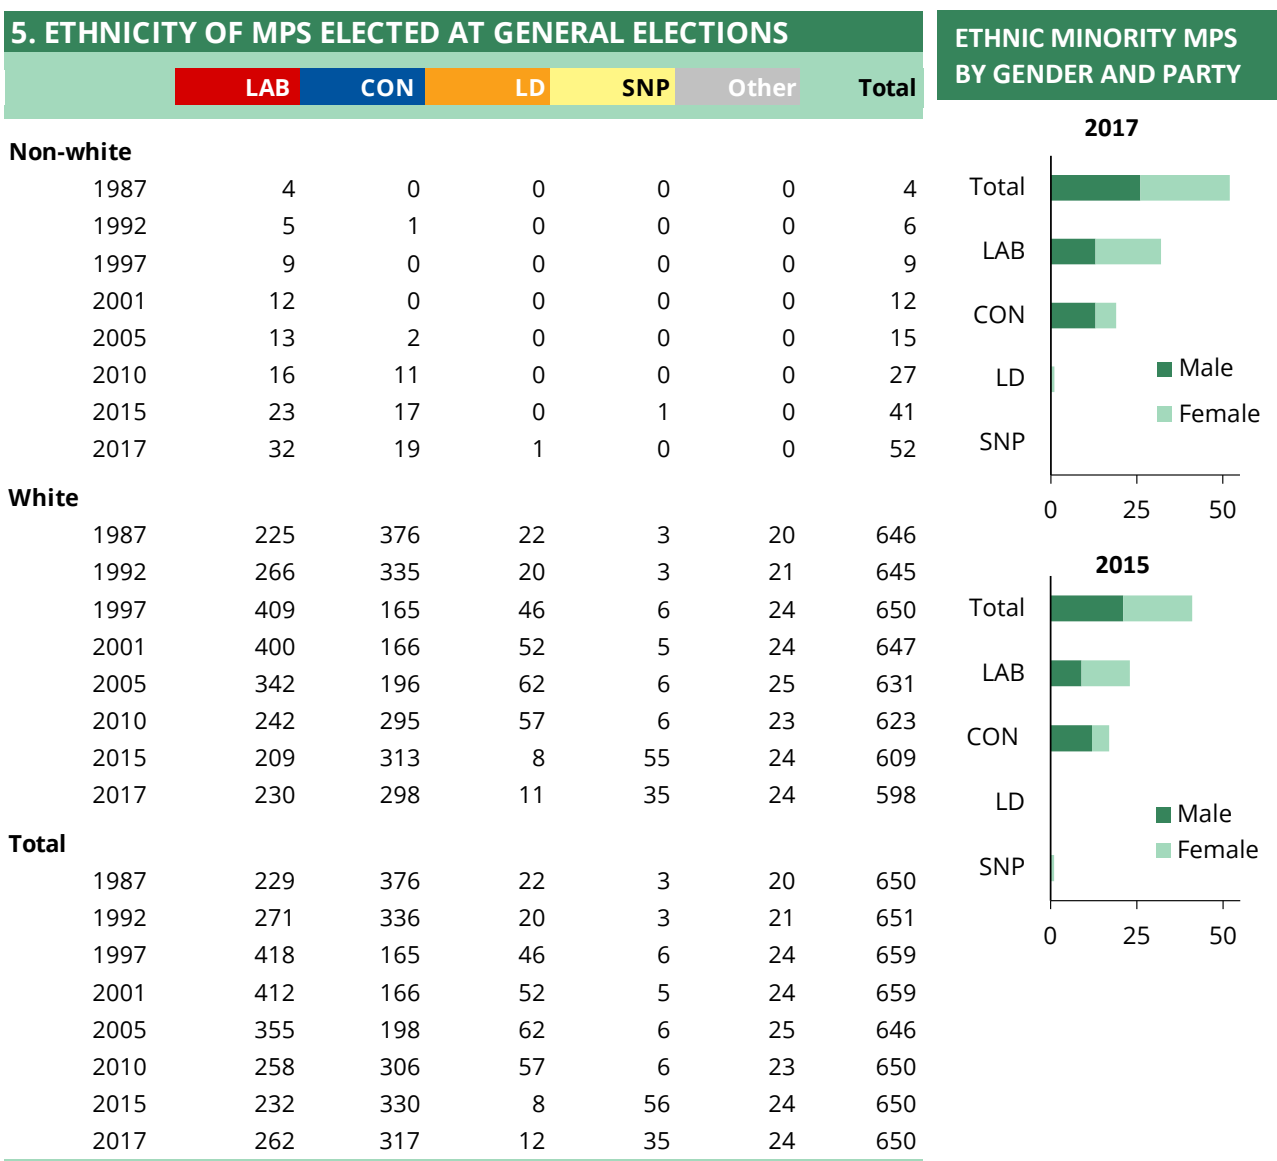 5. ETHNICITY OF MPS ELECTED AT GENERAL ELECTIONS
LAB CON LD SNP Other Total
Non-white
1987 4 0 0 0 0 4
1992 5 1 0 0 0 6
1997 9 0 0 0 0 9
2001 12 0 0 0 0 12
2005 13 2 0 0 0 15
2010 16 11 0 0 0 27
2015 23 17 0 1 0 41
2017 32 19 1 0 0 52
White
1987 225 376 22 3 20 646
1992 266 335 20 3 21 645
1997 409 165 46 6 24 650
2001 400 166 52 5 24 647
2005 342 196 62 6 25 631
2010 242 295 57 6 23 623
2015 209 313 8 55 24 609
2017 230 298 11 35 24 598
Total
1987 229 376 22 3 20 650
1992 271 336 20 3 21 651
1997 418 165 46 6 24 659
2001 412 166 52 5 24 659
2005 355 198 62 6 25 646
2010 258 306 57 6 23 650
2015 232 330 8 56 24 650
2017 262 317 12 35 24 650
ETHNIC MINORITY MPS
BY GENDER AND PARTY
2017
Total
LAB
CON
LD
SNP
Male
Female
0 25 50
2015
Total
LAB
CON
LD
SNP
Male
Female
0 25 50